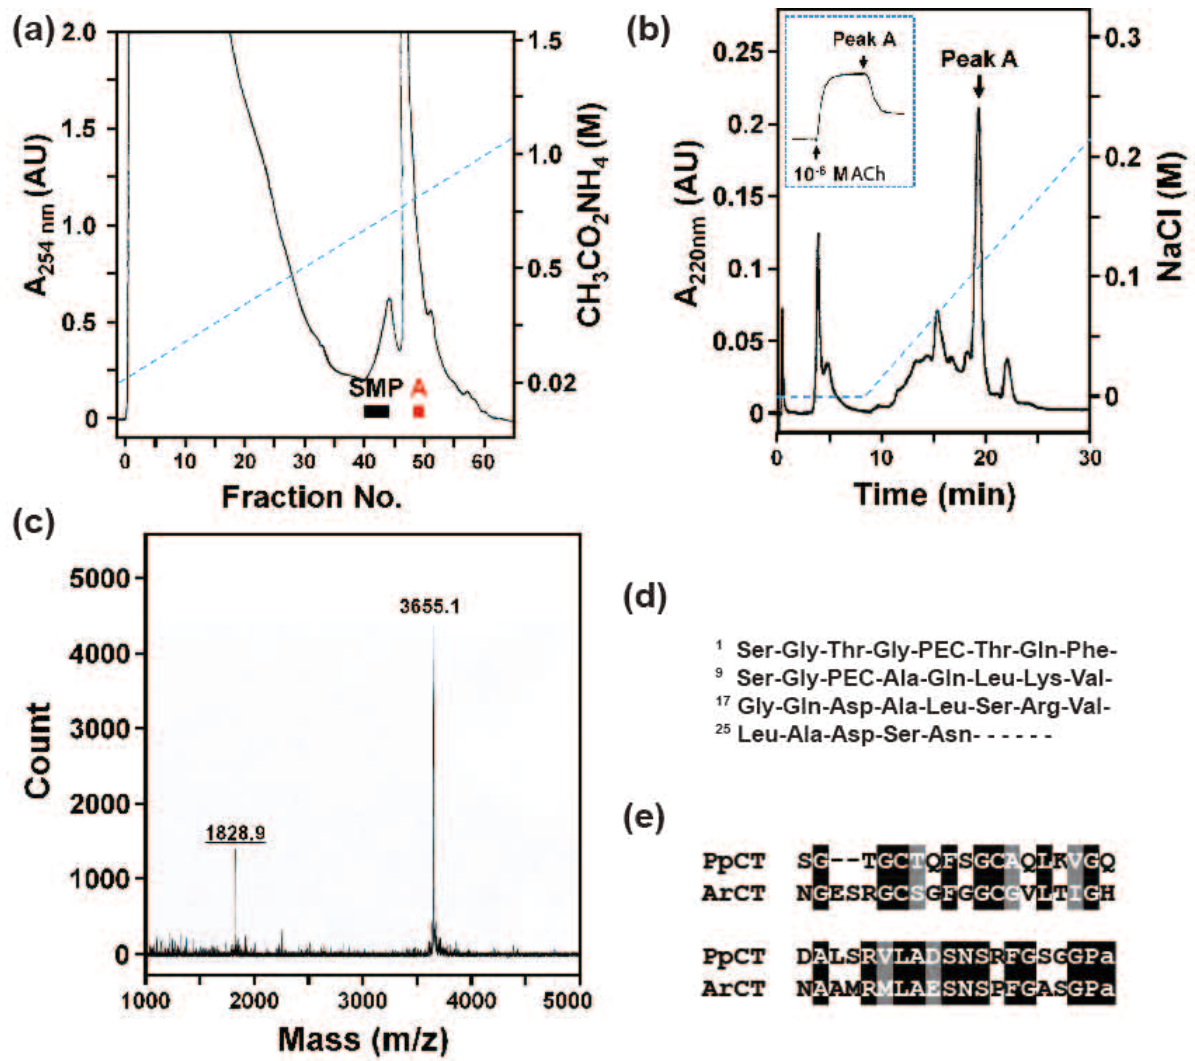 (a)
2.0
1.5
1.0
0.5
0
A254 nm (AU)
1.5
1.0
0.5
0.02
CH3CO2NH4 (M)
SMP
A
0 10 20 30 40 50 60
Fraction No.
(b)
0.25
0.2
0.15
0.1
0.05
0
A220nm (AU)
Peak A
10-6 M ACh
Peak A
0.3
0.2
0.1
0
NaCl (M)
0 10 20 30
Time (min)
(c)
5000
4000
3000
2000
1000
0
Count
3655.1
1828.9
1000 2000 3000 4000 5000
Mass (m/z)
(d)
1 Ser-Gly-Thr-Gly-PEC-Thr-Gln-Phe-
9 Ser-Gly-PEC-Ala-Gln-Leu-Lys-Val-
17 Gly-Gln-Asp-Ala-Leu-Ser-Arg-Val-
25 Leu-Ala-Asp-Ser-Asn- - - - - -
(e)
PpCT SG--TGCTQFSGCAQLKVGQ
ArCT NGESRGCSGFGGCGVLTIGH
PpCT DALSRVLADSNSRFGSGGPa
ArCT NAAMRMLAESNSPFGASGPa